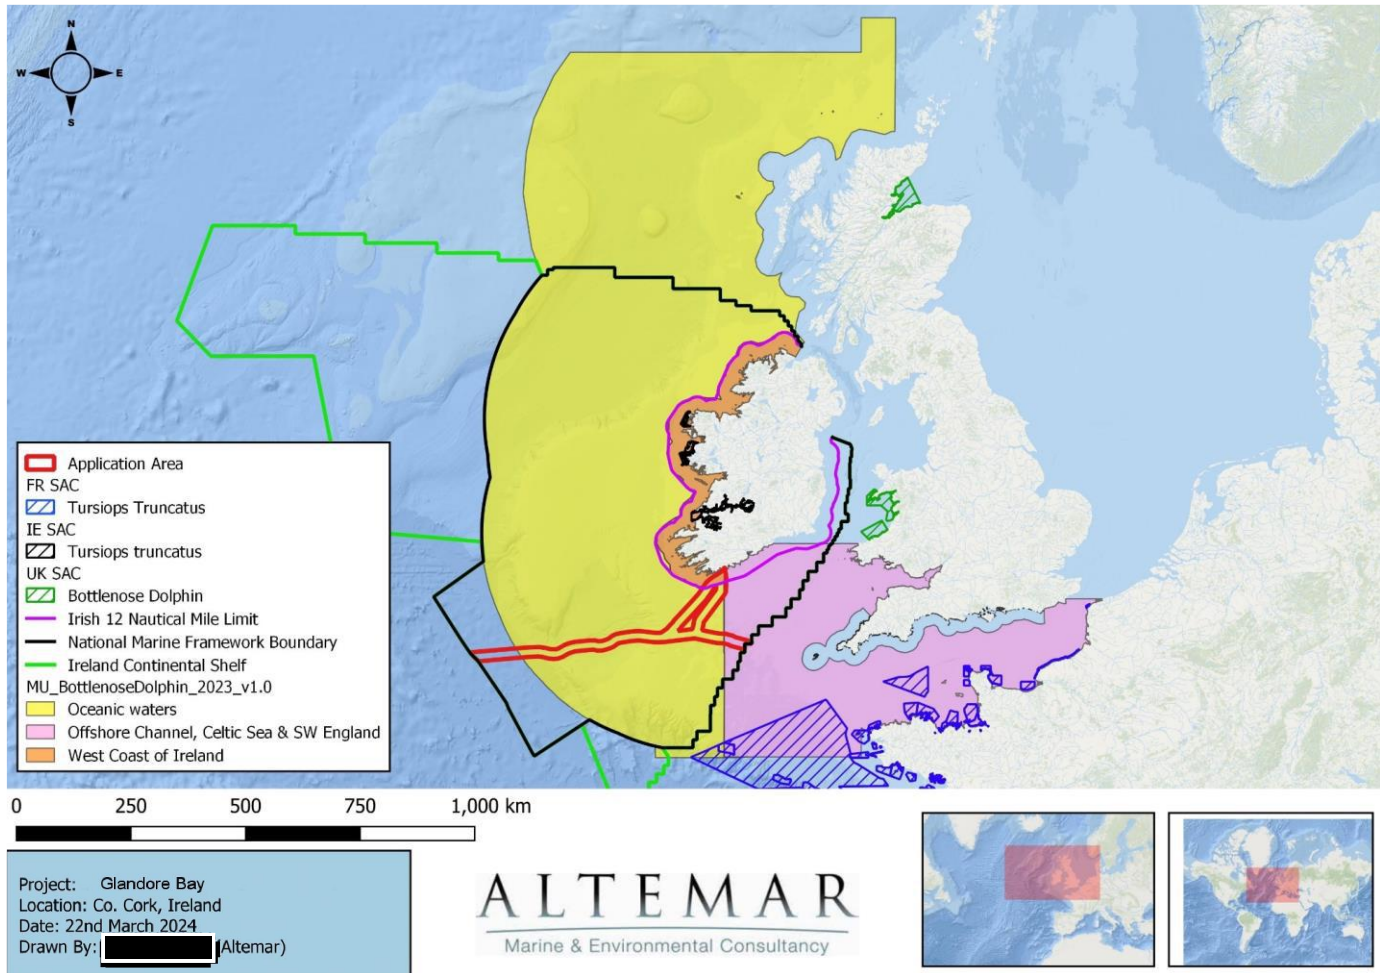 N
W E
S
Application Area
FR SAC
Tursiops Truncatus
IE SAC
Tursiops truncatus
UK SAC
Bottlenose Dolphin
Irish 12 Nautical Mile Limit
National Marine Framework Boundary
Ireland Continental Shelf
MU_BottlenoseDolphin_2023_v1.0
Oceanic waters
Offshore Channel, Celtic Sea & SW England
West Coast of Ireland
0 250 500 750 1,000 km
Project: Glandore Bay
Location: Co. Cork, Ireland
Date: 22nd March 2024
Drawn By: (Altemar)
ALTEMAR
Marine & Environmental Consultancy